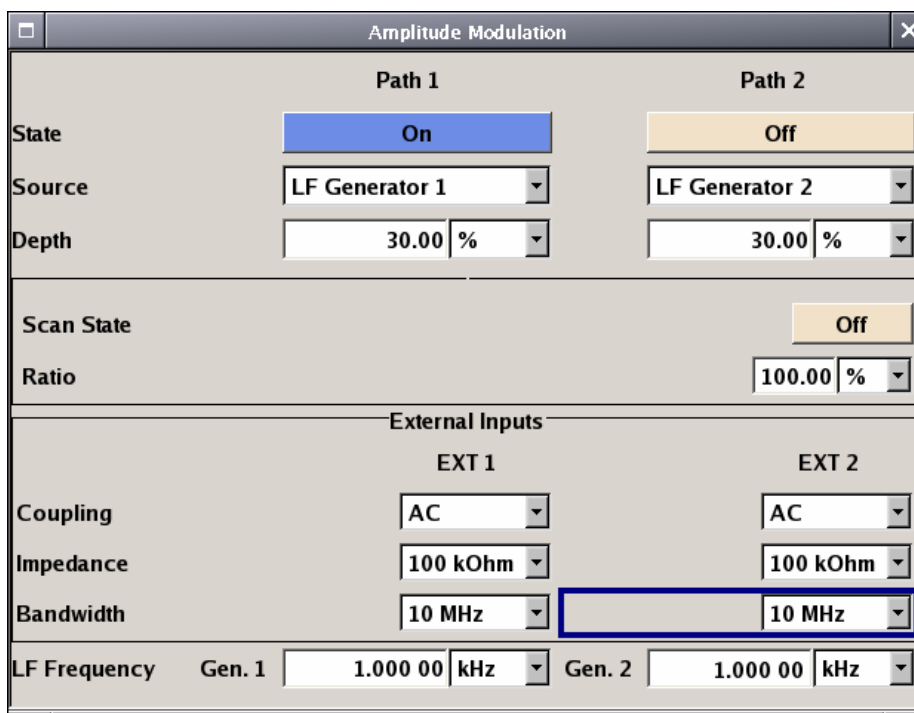 Amplitude Modulation
Path 1 Path 2
State On Off
Source LF Generator 1 LF Generator 2
Depth 30.00 % 30.00 %
Scan State Off
Ratio 100.00 %
External Inputs
EXT 1 EXT 2
Coupling AC AC
Impedance 100 kOhm 100 kOhm
Bandwidth 10 MHz 10 MHz
LF Frequency Gen. 1 1.000 00 kHz Gen. 2 1.000 00 kHz